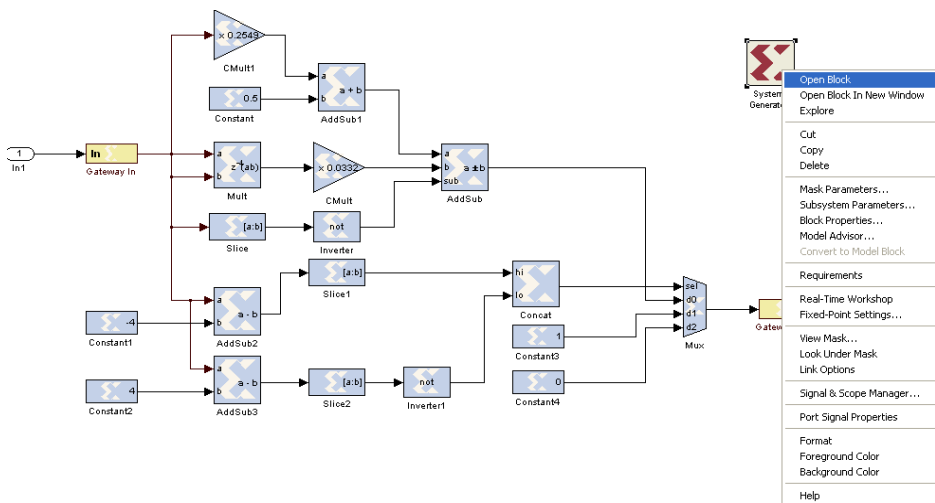 1
In1
In
Gateway In
x 0.2549
CMult1
0.5
Constant
a
b
a + b
AddSub1
a
b
Mult
x 0.0332
CMult
a
b
sub
a ± b
AddSub
[a:b]
Slice
not
Inverter
[a:b]
Slice1
-4
Constant1
a
b
a - b
AddSub2
4
Constant2
a
b
a - b
AddSub3
[a:b]
Slice2
not
Inverter1
hi
lo
Concat
1
Constant3
0
Constant4
sel
d0
d1
d2
Mux
Open Block
Open Block In New Window
Explore
Cut
Copy
Delete
Mask Parameters...
Subsystem Parameters...
Block Properties...
Model Advisor...
Convert to Model Block
Requirements
Real-Time Workshop
Fixed-Point Settings...
View Mask...
Look Under Mask
Link Options
Signal & Scope Manager...
Port Signal Properties
Format
Foreground Color
Background Color
Help